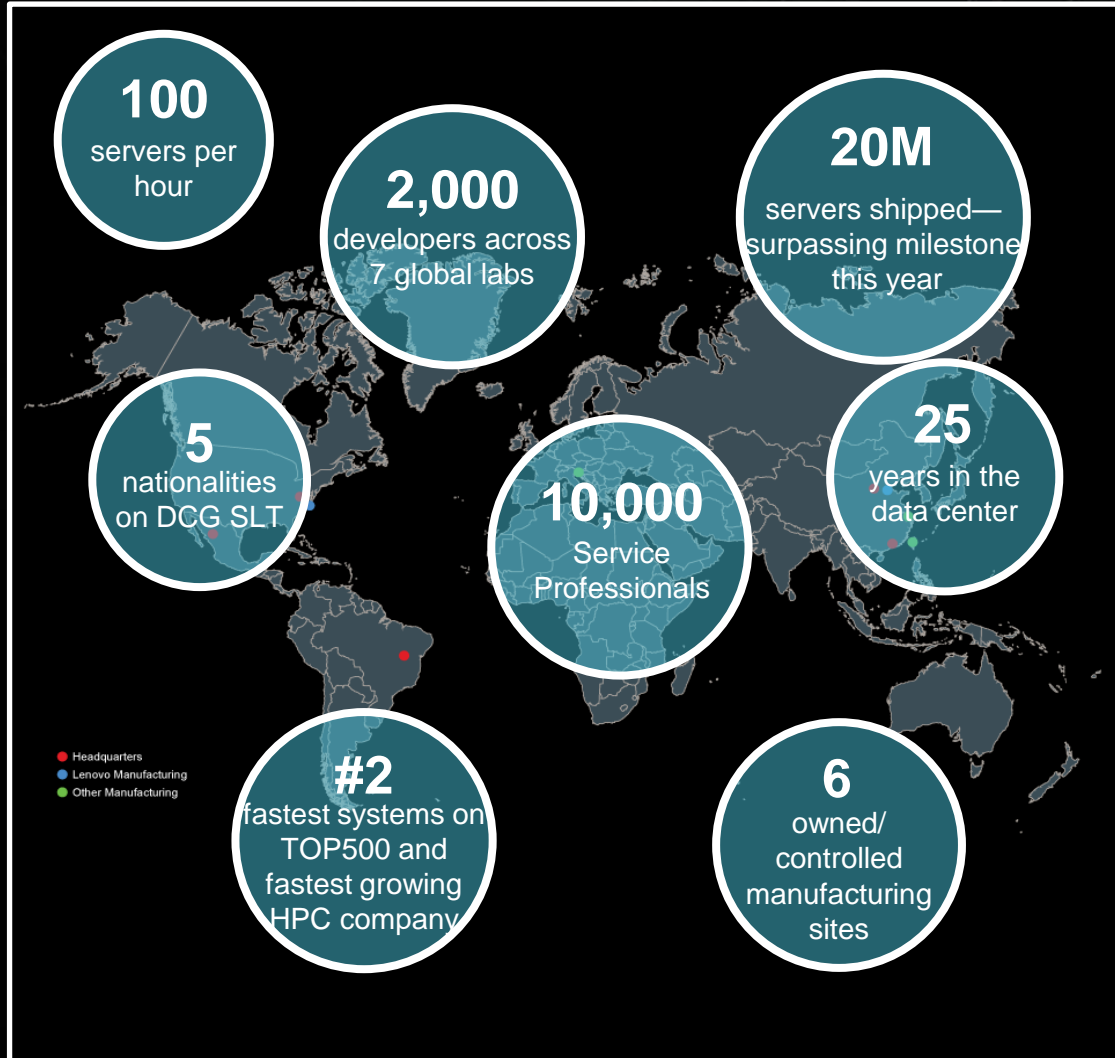 100
servers per
hour
2,000
developers across
7 global labs
20M
servers shipped—
surpassing milestone
this year
5
nationalities
on DCG SLT
10,000
Service
Professionals
25
years in the
data center
#2
fastest systems on
TOP500 and
fastest growing
HPC company
6
owned/
controlled
manufacturing
sites
Headquarters
Lenovo Manufacturing
Other Manufacturing